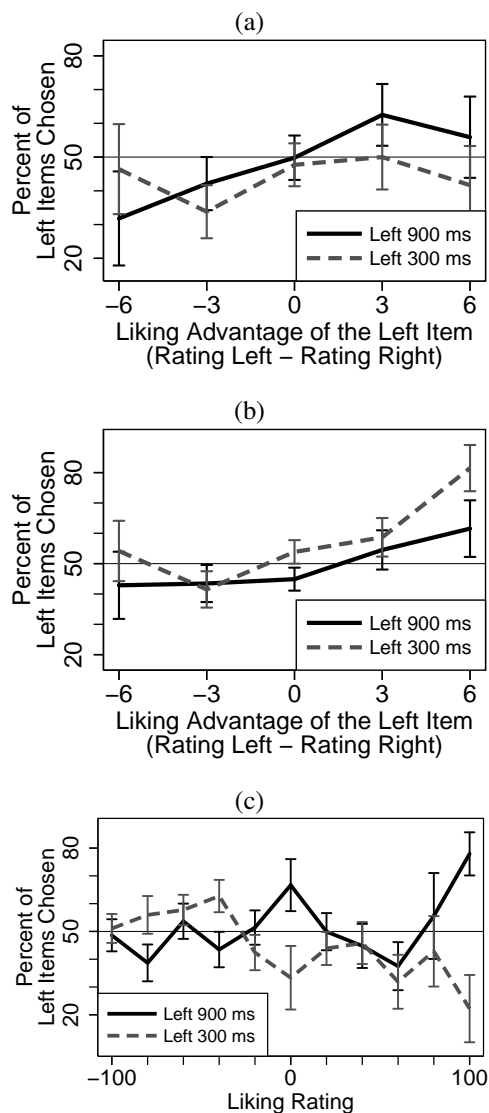 (a)
Percent of
Left Items Chosen
80
50
20
Left 900 ms
Left 300 ms
−6 −3 0 3 6
Liking Advantage of the Left Item
(Rating Left − Rating Right)
(b)
Percent of
Left Items Chosen
80
50
20
Left 900 ms
Left 300 ms
−6 −3 0 3 6
Liking Advantage of the Left Item
(Rating Left − Rating Right)
(c)
Percent of
Left Items Chosen
80
50
20
Left 900 ms
Left 300 ms
−100 0 100
Liking Rating